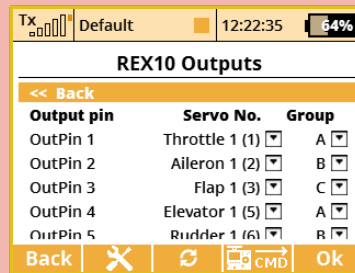 Tx Default 12:22:35 64%
REX10 Outputs
<< Back
Output pin Servo No. Group
OutPin 1 Throttle 1 (1) A
OutPin 2 Aileron 1 (2) B
OutPin 3 Flap 1 (3) C
OutPin 4 Elevator 1 (5) A
OutPin 5 Rudder 1 (6) B
Back CMD Ok